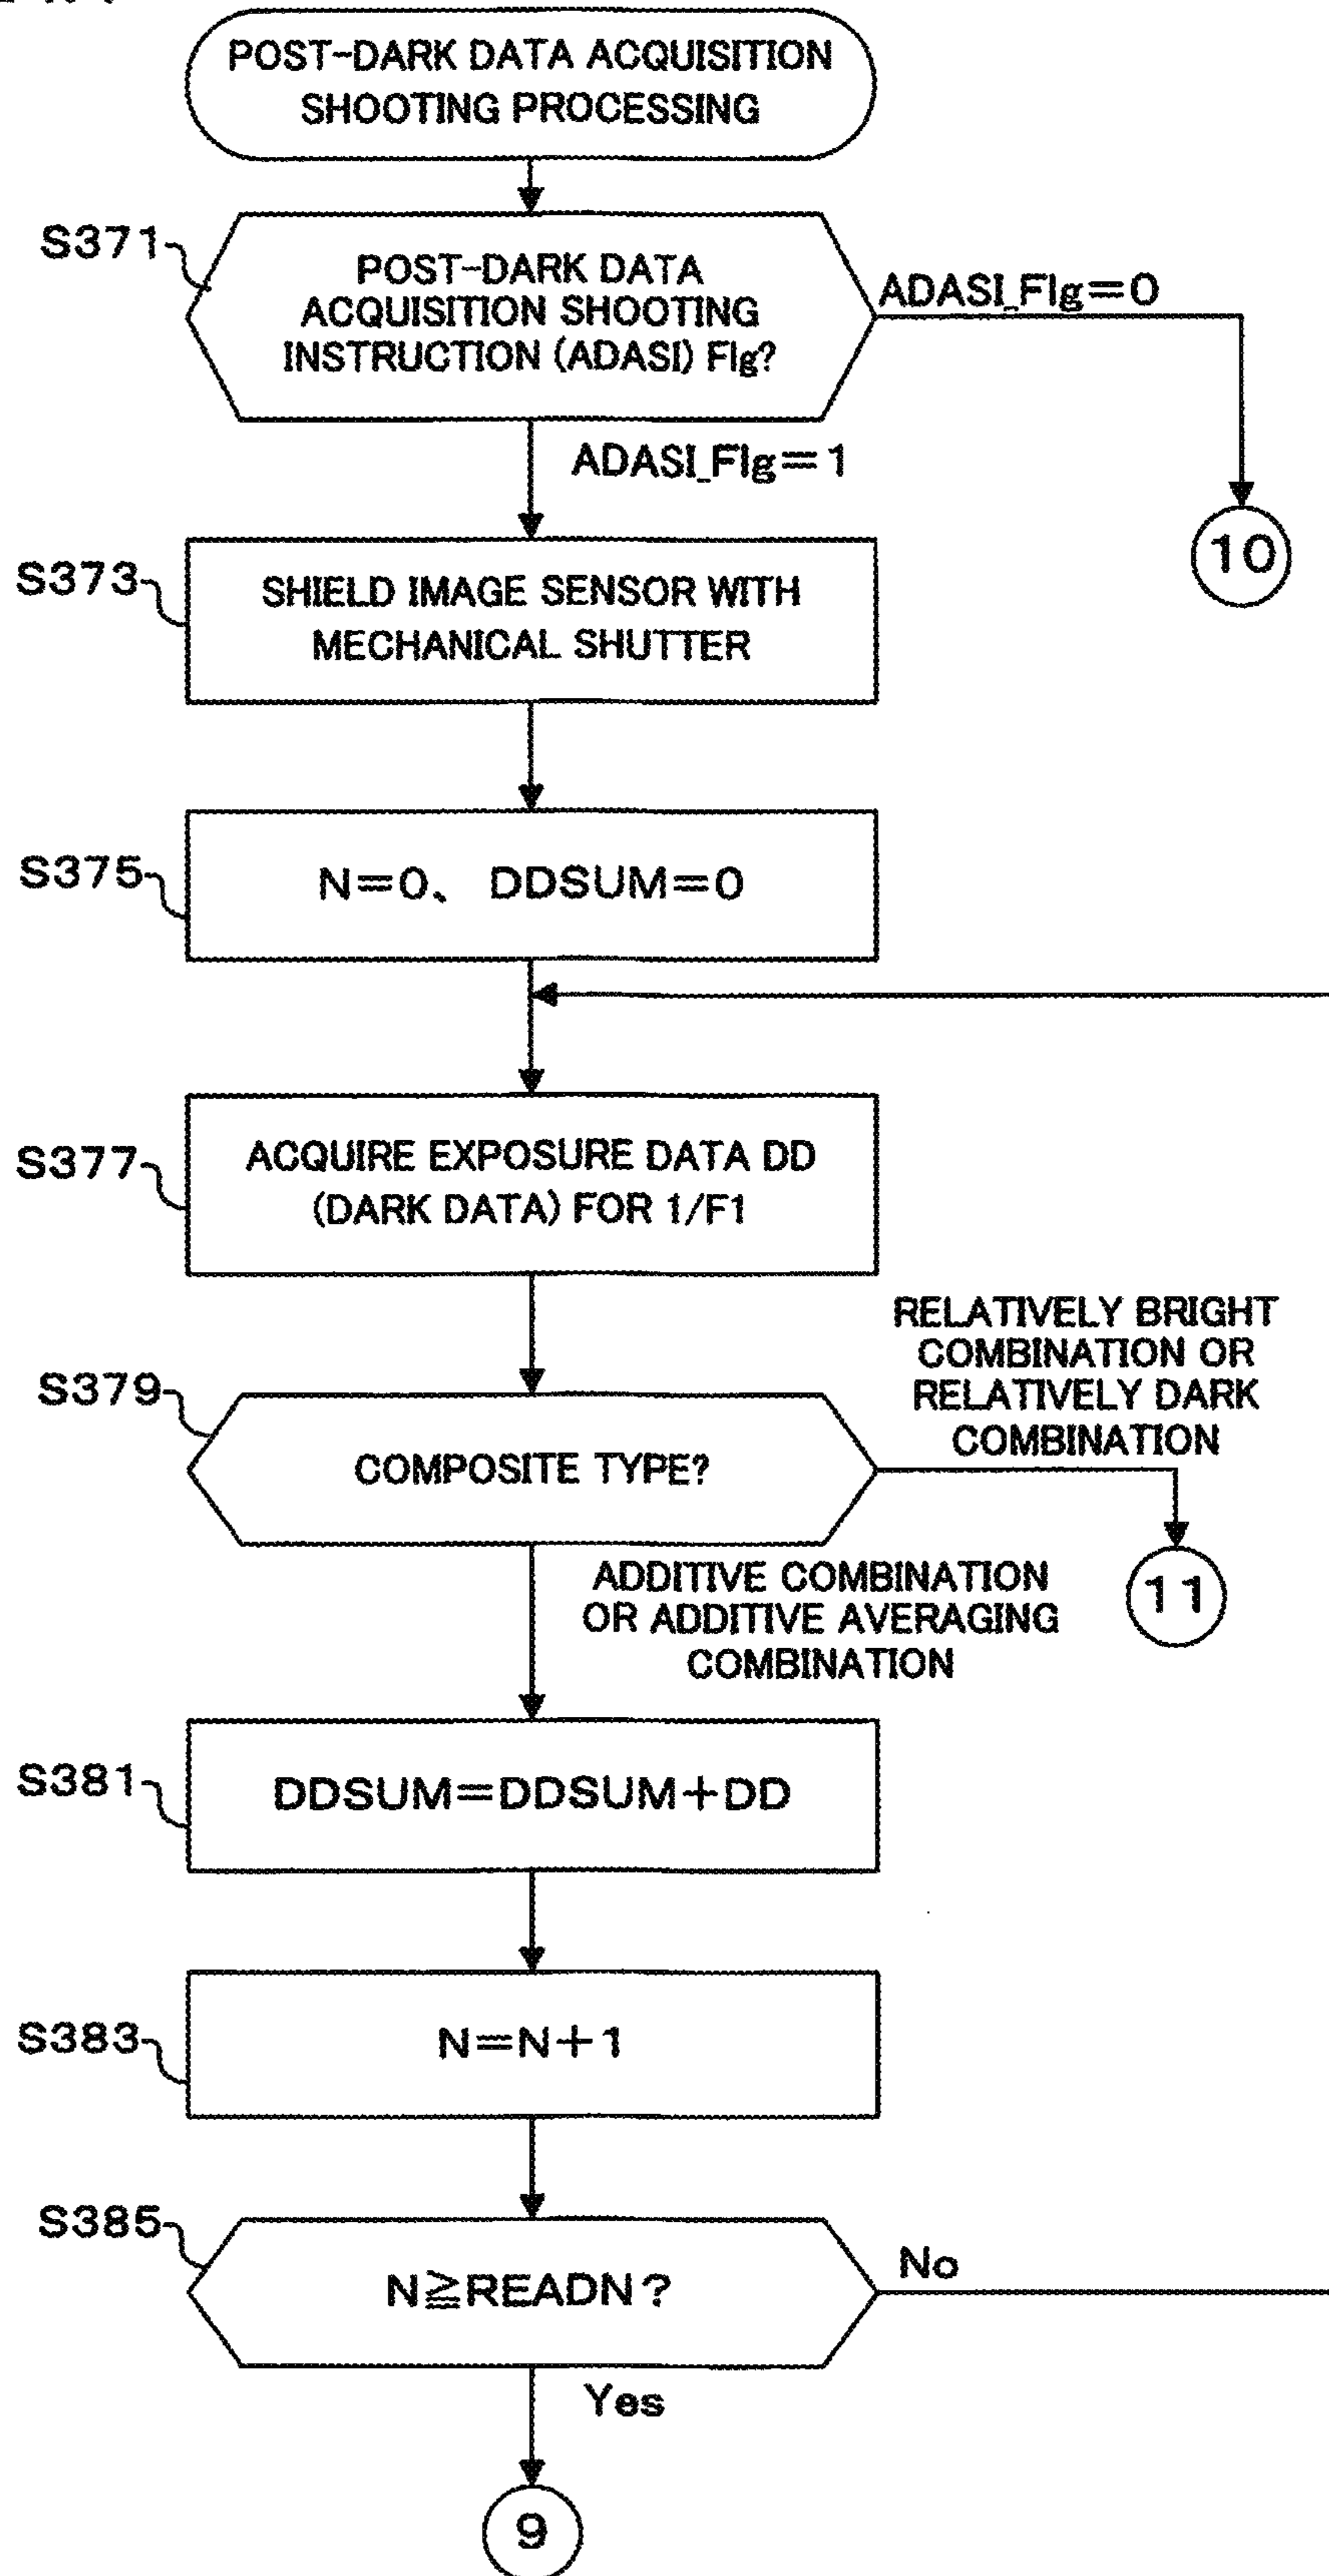 POST-DARK DATA ACQUISITION
SHOOTING PROCESSING
S371
POST-DARK DATA
ACQUISITION SHOOTING
INSTRUCTION (ADASI) Flg?
ADASI_Flg=0
ADASI_Flg=1
10
S373
SHIELD IMAGE SENSOR WITH
MECHANICAL SHUTTER
S375
N=0、 DDSUM=0
S377
ACQUIRE EXPOSURE DATA DD
(DARK DATA) FOR 1/F1
RELATIVELY BRIGHT
COMBINATION OR
RELATIVELY DARK
COMBINATION
S379
COMPOSITE TYPE?
11
ADDITIVE COMBINATION
OR ADDITIVE AVERAGING
COMBINATION
S381
DDSUM=DDSUM+DD
S383
N=N+1
S385
N≧READN?
No
Yes
9